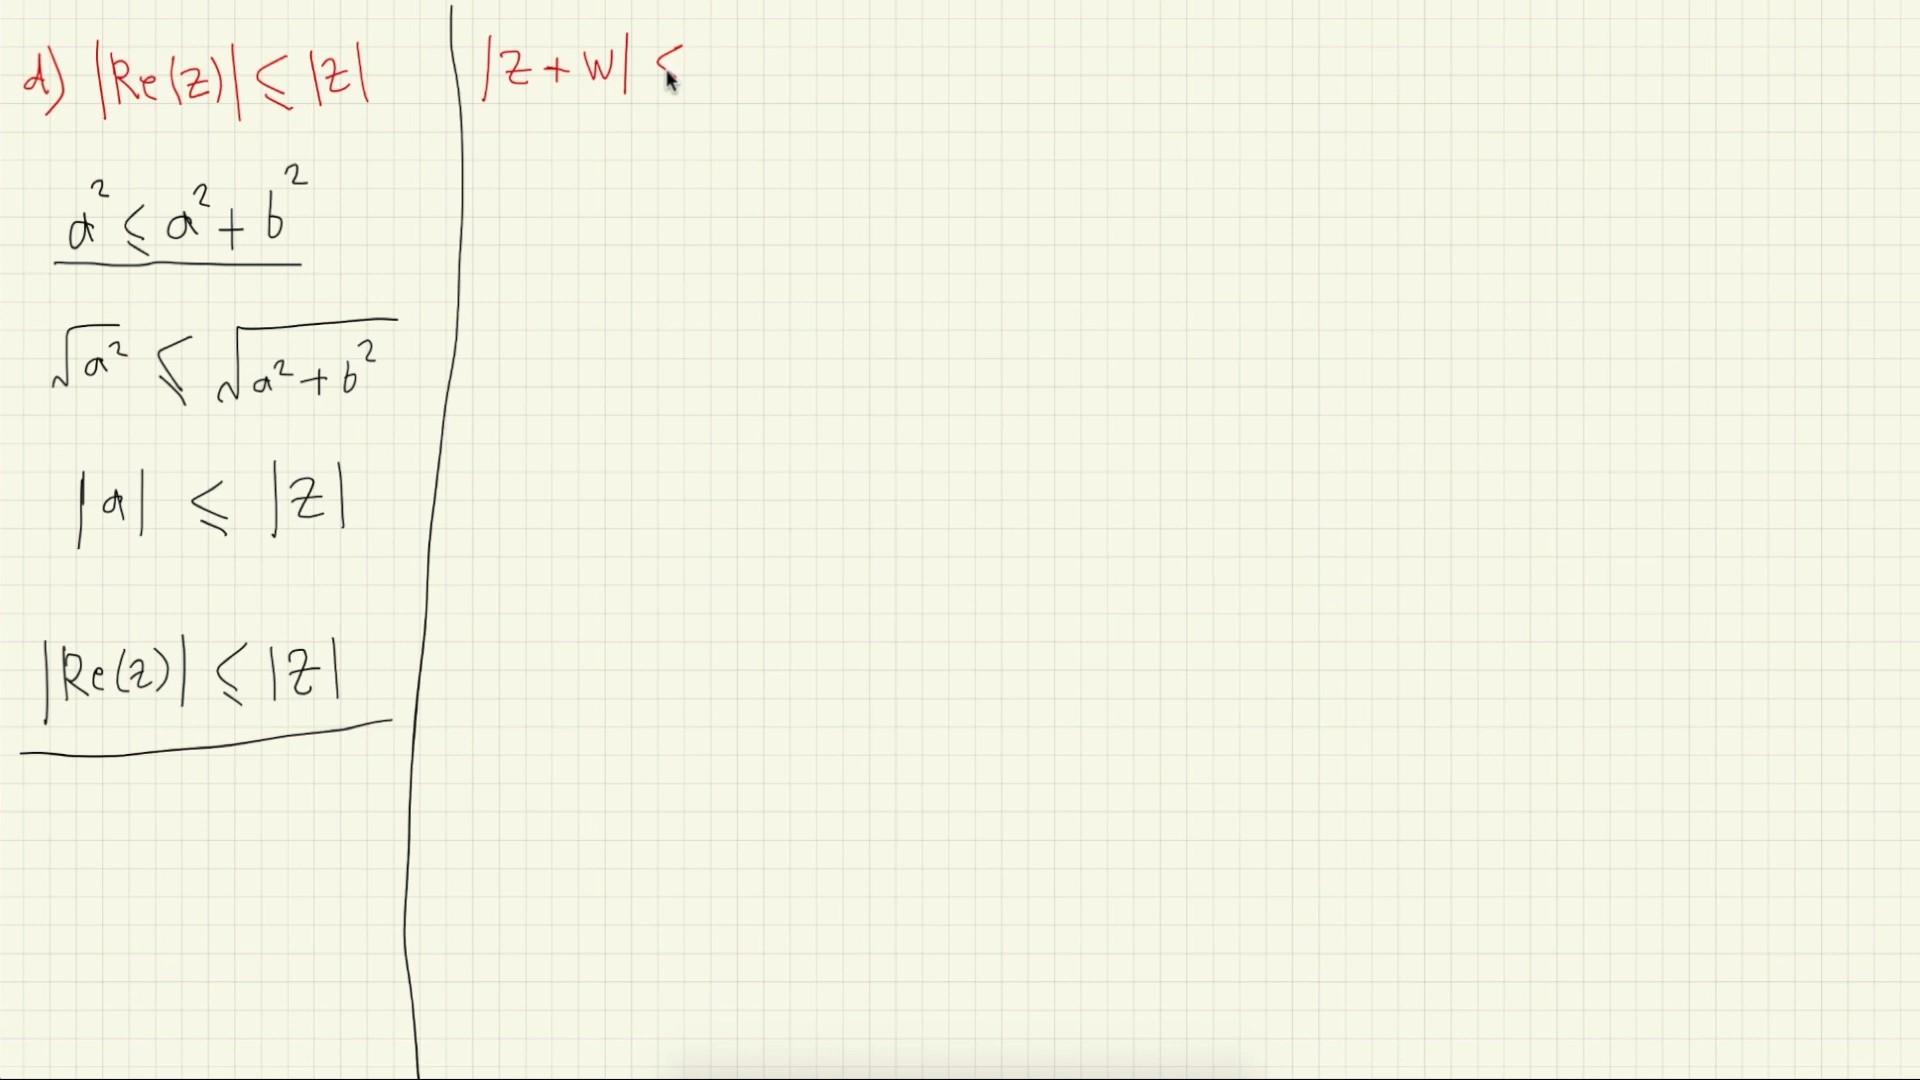 d) |Re(z)| ≤ |z|
a² ≤ a² + b²
√a² ≤ √a² + b²
|a| ≤ |z|
|Re(z)| ≤ |z|
|z + w| <